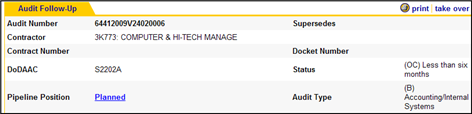 Audit Follow-Up
print | take over
Audit Number 64412009V24020006 Supersedes
Contractor 3K773: COMPUTER & HI-TECH MANAGE
Contract Number Docket Number
DoDAAC S2202A Status (OC) Less than six
months
Pipeline Position Planned Audit Type (B)
Accounting/Internal
Systems